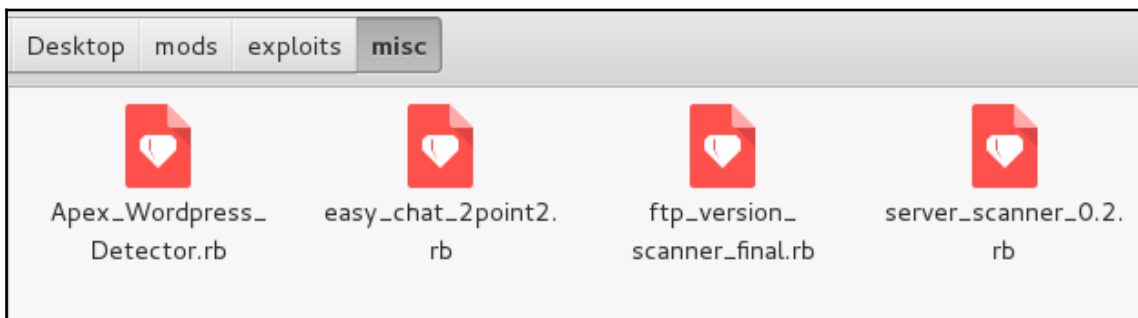 Desktop mods exploits misc
Apex_Wordpress_ easy_chat_2point2. ftp_version_ server_scanner_0.2.
Detector.rb rb scanner_final.rb rb